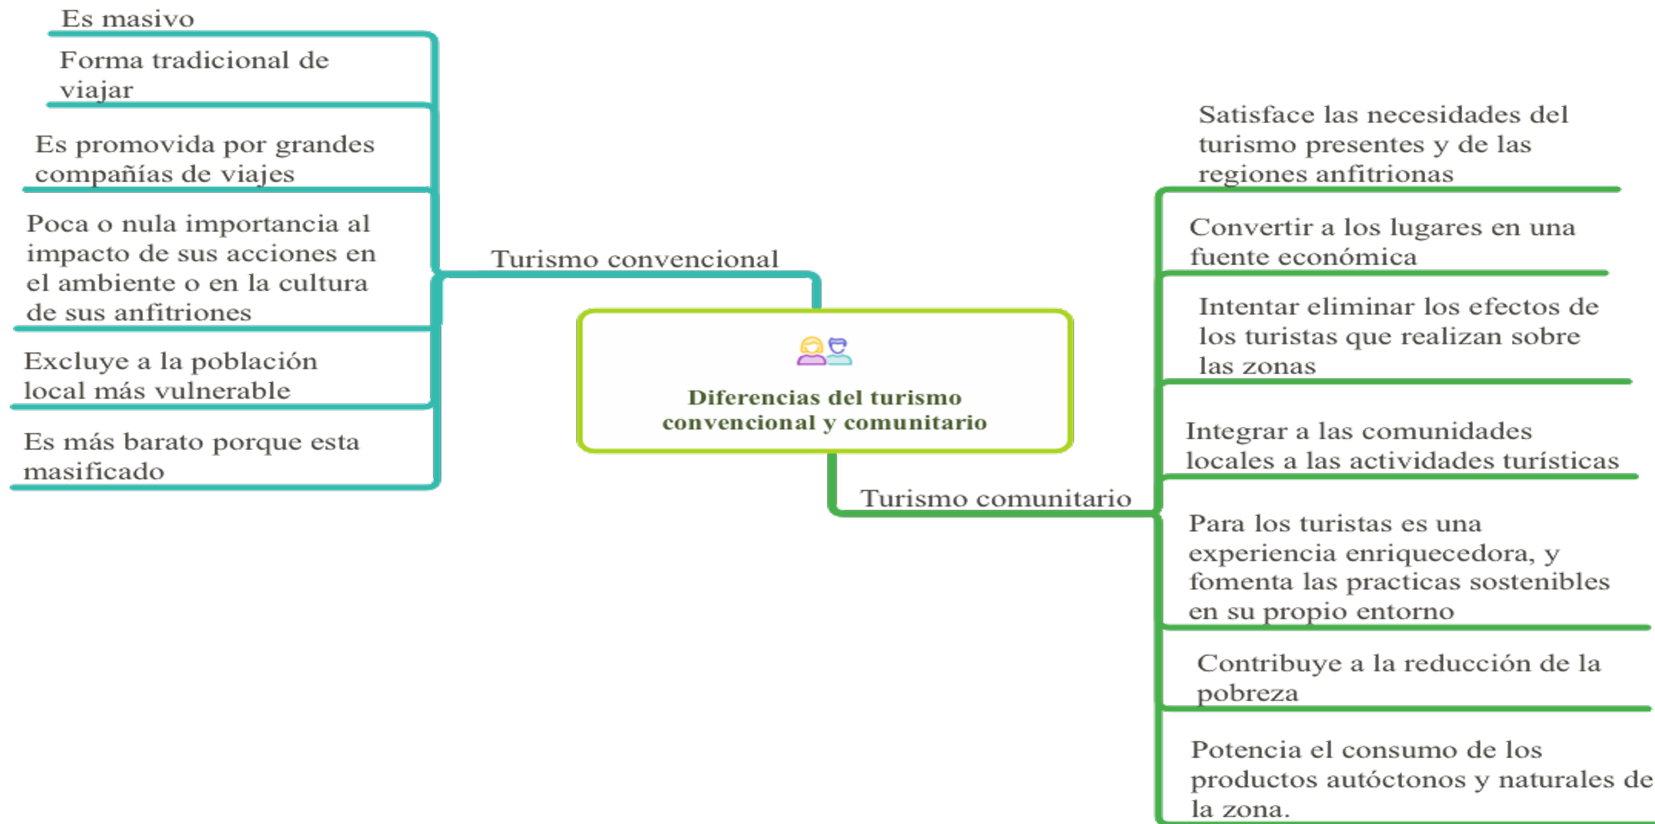 Es masivo
Forma tradicional de
viajar
Es promovida por grandes
compañías de viajes
Poca o nula importancia al
impacto de sus acciones en
el ambiente o en la cultura
de sus anfitriones
Excluye a la población
local más vulnerable
Es más barato porque esta
masificado
Turismo convencional
Diferencias del turismo
convencional y comunitario
Turismo comunitario
Satisface las necesidades del
turismo presentes y de las
regiones anfitrionas
Convertir a los lugares en una
fuente económica
Intentar eliminar los efectos de
los turistas que realizan sobre
las zonas
Integrar a las comunidades
locales a las actividades turísticas
Para los turistas es una
experiencia enriquecedora, y
fomenta las practicas sostenibles
en su propio entorno
Contribuye a la reducción de la
pobreza
Potencia el consumo de los
productos autóctonos y naturales de
la zona.